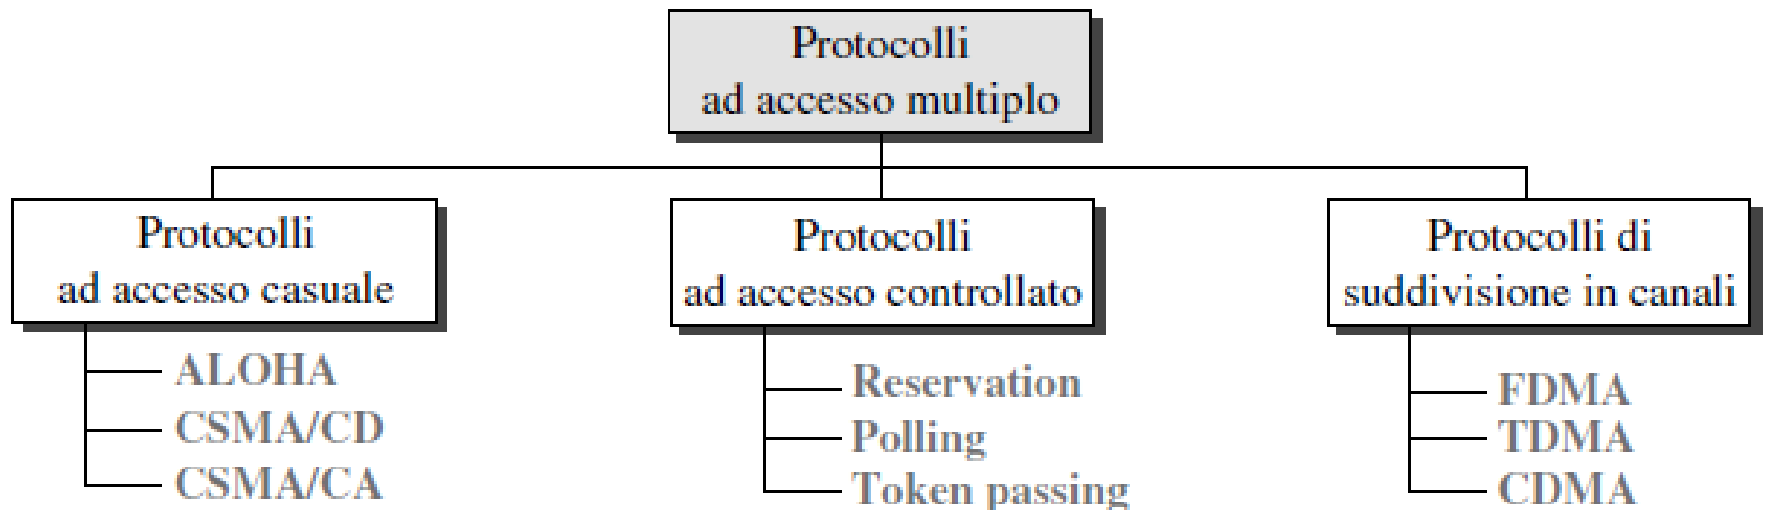 Protocolli
ad accesso multiplo
Protocolli
ad accesso casuale
ALOHA
CSMA/CD
CSMA/CA
Protocolli
ad accesso controllato
Reservation
Polling
Token passing
Protocolli di
suddivisione in canali
FDMA
TDMA
CDMA